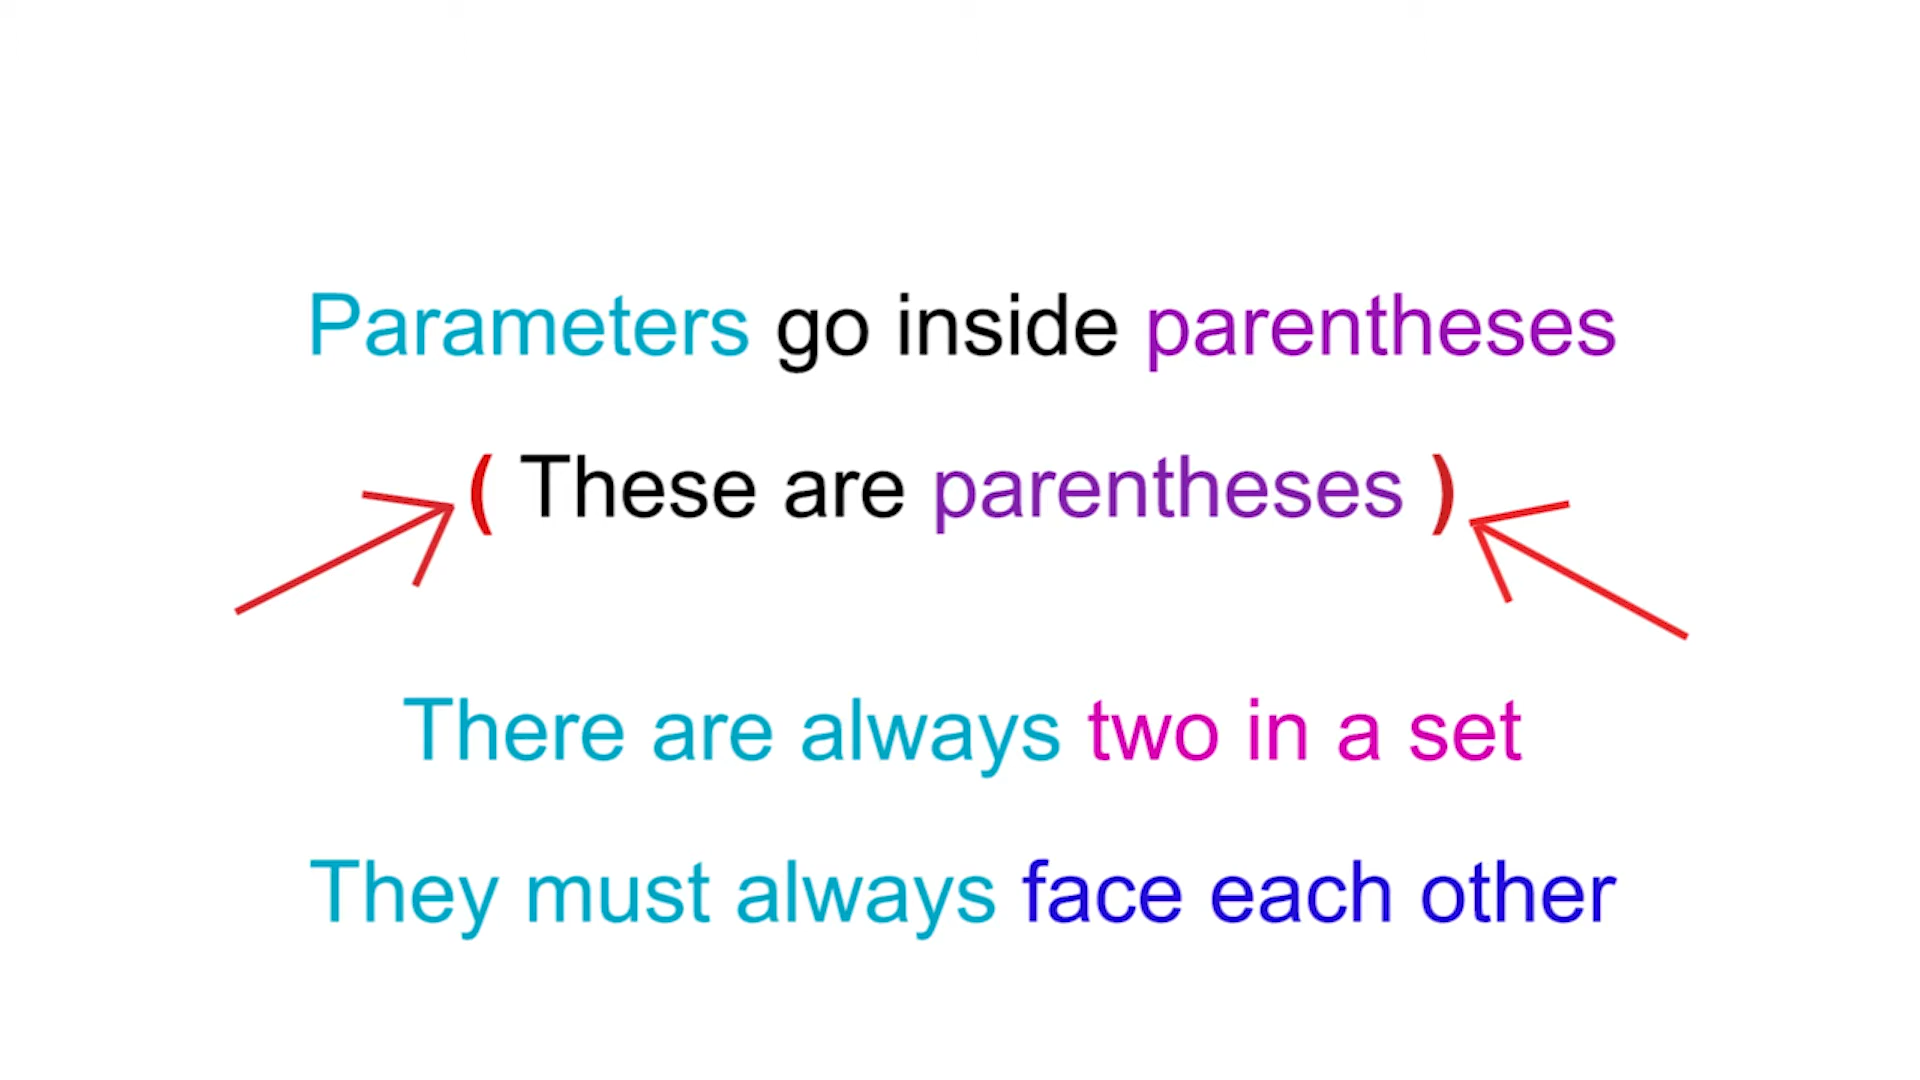 Parameters go inside parentheses
( These are parentheses )
There are always two in a set
They must always face each other